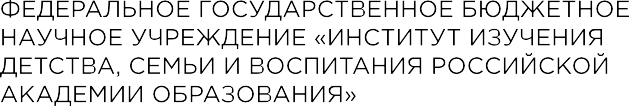 ФЕДЕРАЛЬНОЕ ГОСУДАРСТВЕННОЕ БЮДЖЕТНОЕ
НАУЧНОЕ УЧРЕЖДЕНИЕ «ИНСТИТУТ ИЗУЧЕНИЯ
ДЕТСТВА, СЕМЬИ И ВОСПИТАНИЯ РОССИЙСКОЙ
АКАДЕМИИ ОБРАЗОВАНИЯ»